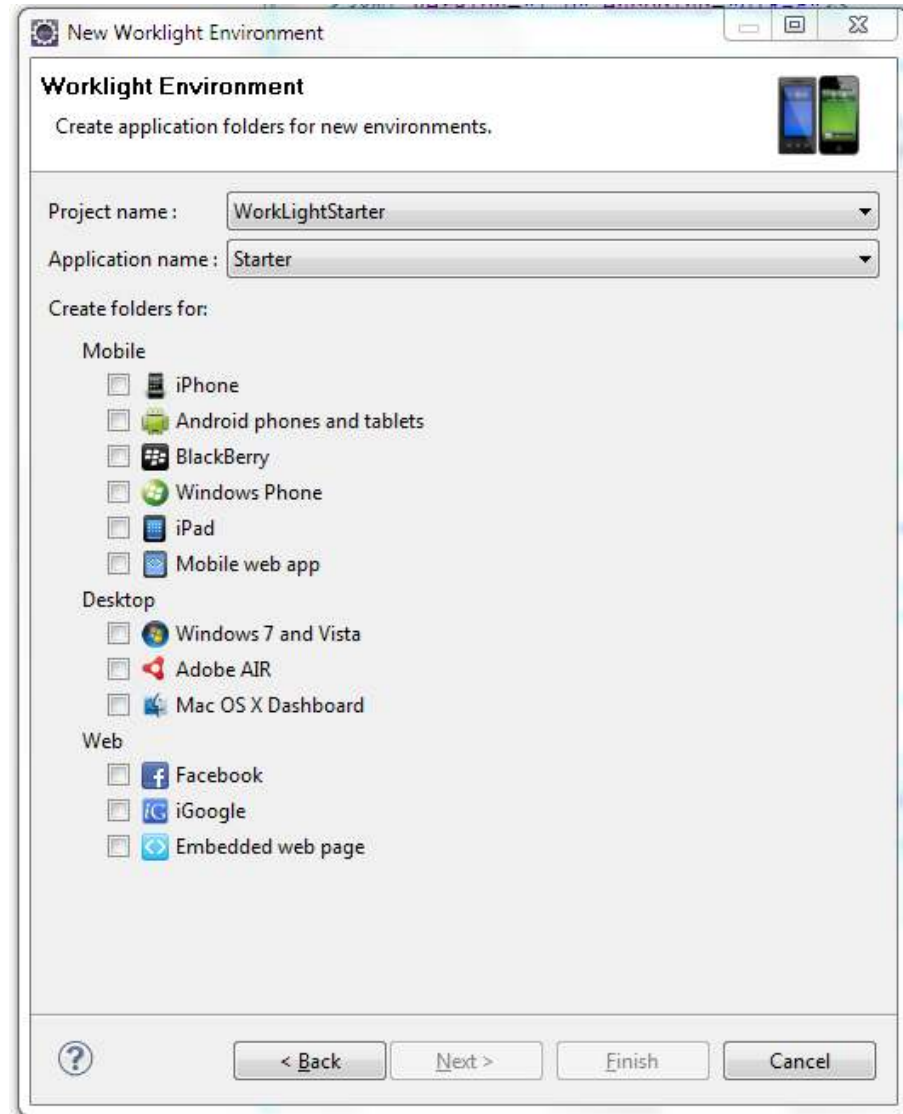 New Worklight Environment
Worklight Environment
Create application folders for new environments.
Project name : WorkLightStarter
Application name : Starter
Create folders for:
Mobile
iPhone
Android phones and tablets
BlackBerry
Windows Phone
iPad
Mobile web app
Desktop
Windows 7 and Vista
Adobe AIR
Mac OS X Dashboard
Web
Facebook
iGoogle
Embedded web page
< Back Next > Finish Cancel